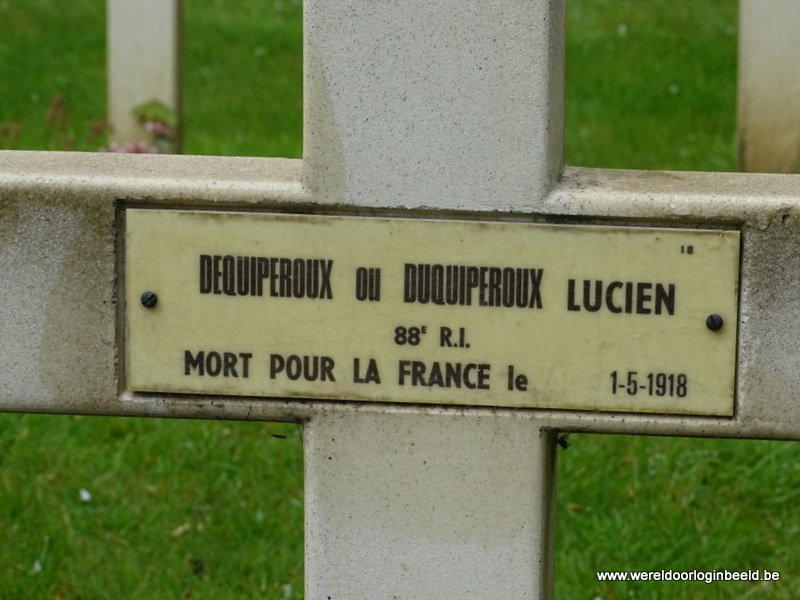 18
DEQUIPEROUX ou DUQUIPEROUX LUCIEN
88E R.I.
MORT POUR LA FRANCE le 1-5-1918
www.wereldoorloginbeeld.be